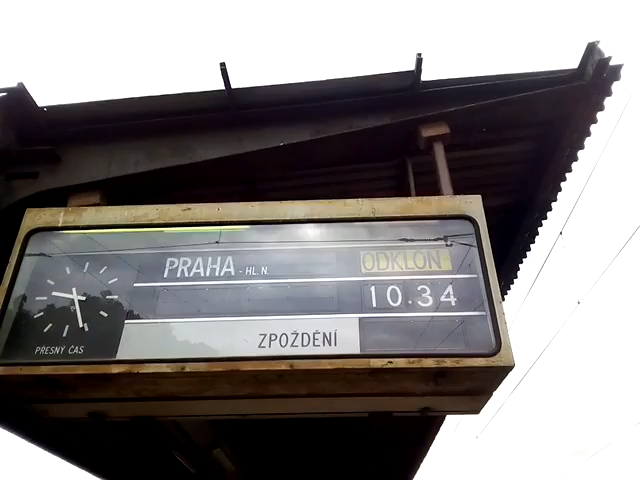 PRAHA - HL. N. ODKLON
10.34
ZPOŽDĚNÍ
PŘESNÝ ČAS